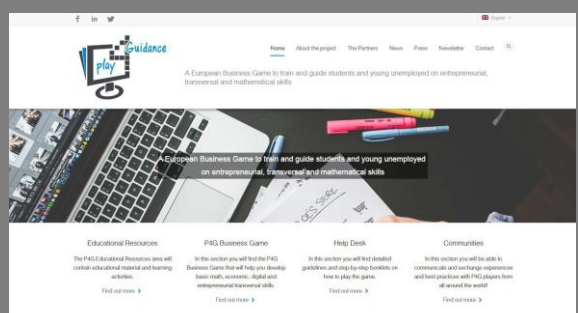 English
Guidance
play
Home About the project The Partners News Press Newsletter Contact
A European Business Game to train and guide students and young unemployed on entrepreneurial,
transversal and mathematical skills
A European Business Game to train and guide students and young unemployed
on entrepreneurial, transversal and mathematical skills
Educational Resources
The P4G Educational Resources area will
contain educational material and learning
activities.
Find out more
P4G Business Game
In this section you will find the P4G
Business Game that will help you develop
basic math, economic, digital and
entrepreneurial transversal skills.
Find out more
Help Desk
In this section you will find detailed
guidelines and step-by-step booklets on
how to play the game.
Find out more
Communities
In this section you will be able to
communicate and exchange experiences
and best practices with P4G players from
all around the world!
Find out more